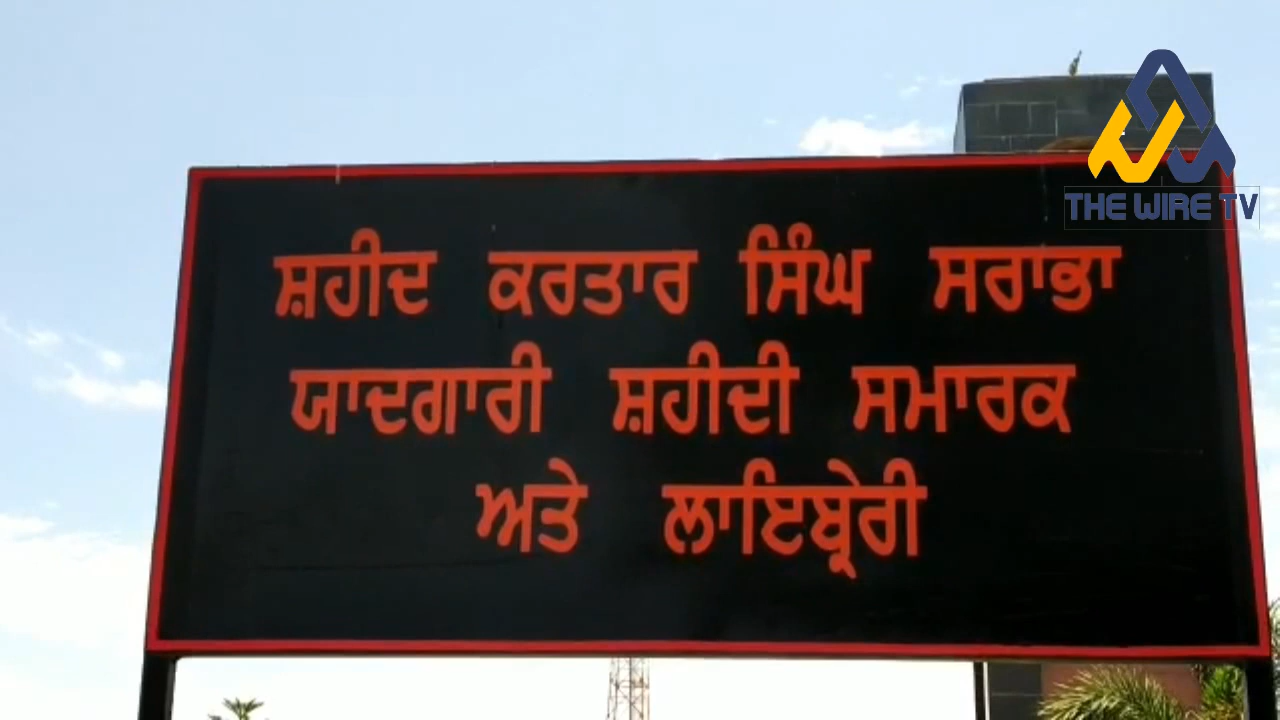 THE WIRE TV
ਸ਼ਹੀਦ ਕਰਤਾਰ ਸਿੰਘ ਸਰਾਭਾ
ਯਾਦਗਾਰੀ ਸ਼ਹੀਦੀ ਸਮਾਰਕ
ਅਤੇ ਲਾਇਬ੍ਰੇਰੀ